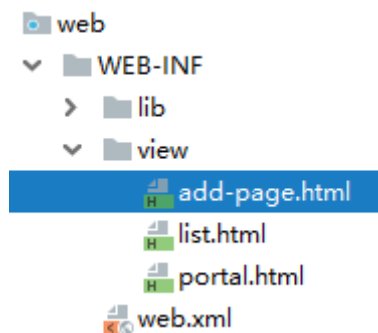 web
WEB-INF
lib
view
add-page.html
list.html
portal.html
web.xml